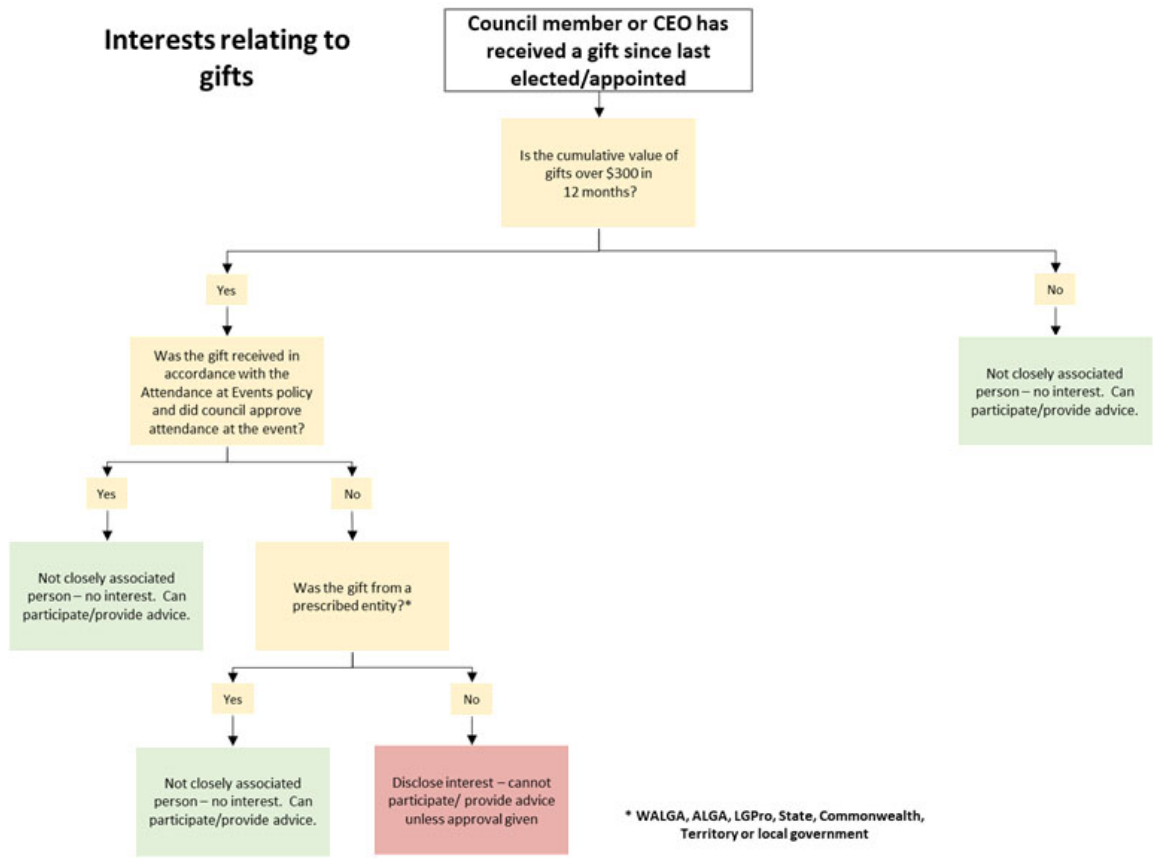 Interests relating to
gifts
Council member or CEO has
received a gift since last
elected/appointed
Is the cumulative value of
gifts over $300 in
12 months?
Yes
No
Was the gift received in
accordance with the
Attendance at Events policy
and did council approve
attendance at the event?
Not closely associated
person – no interest. Can
participate/provide advice.
Yes
No
Not closely associated
person – no interest. Can
participate/provide advice.
Was the gift from a
prescribed entity?*
Yes
No
Not closely associated
person – no interest. Can
participate/provide advice.
Disclose interest – cannot
participate/ provide advice
unless approval given
* WALGA, ALGA, LGPro, State, Commonwealth,
Territory or local government